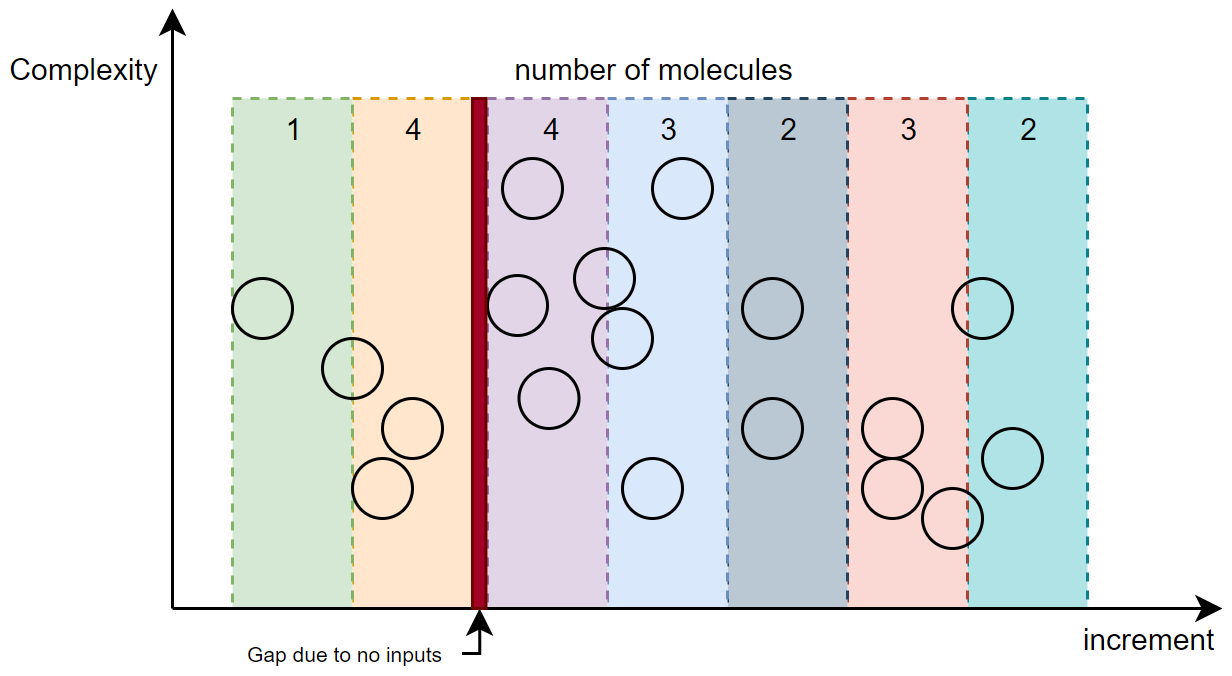 Complexity
number of molecules
1 4 4 3 2 3 2
increment
Gap due to no inputs